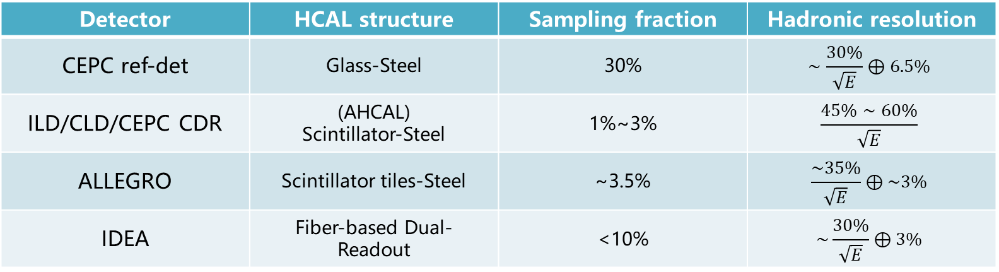 Detector HCAL structure Sampling fraction Hadronic resolution
CEPC ref-det Glass-Steel 30% ~ 30%/√E ⊕ 6.5%
ILD/CLD/CEPC CDR (AHCAL)
Scintillator-Steel 1%~3% 45% ~ 60%/√E
ALLEGRO Scintillator tiles-Steel ~3.5% ~35%/√E ⊕ ~3%
IDEA Fiber-based Dual-
Readout <10% ~ 30%/√E ⊕ 3%